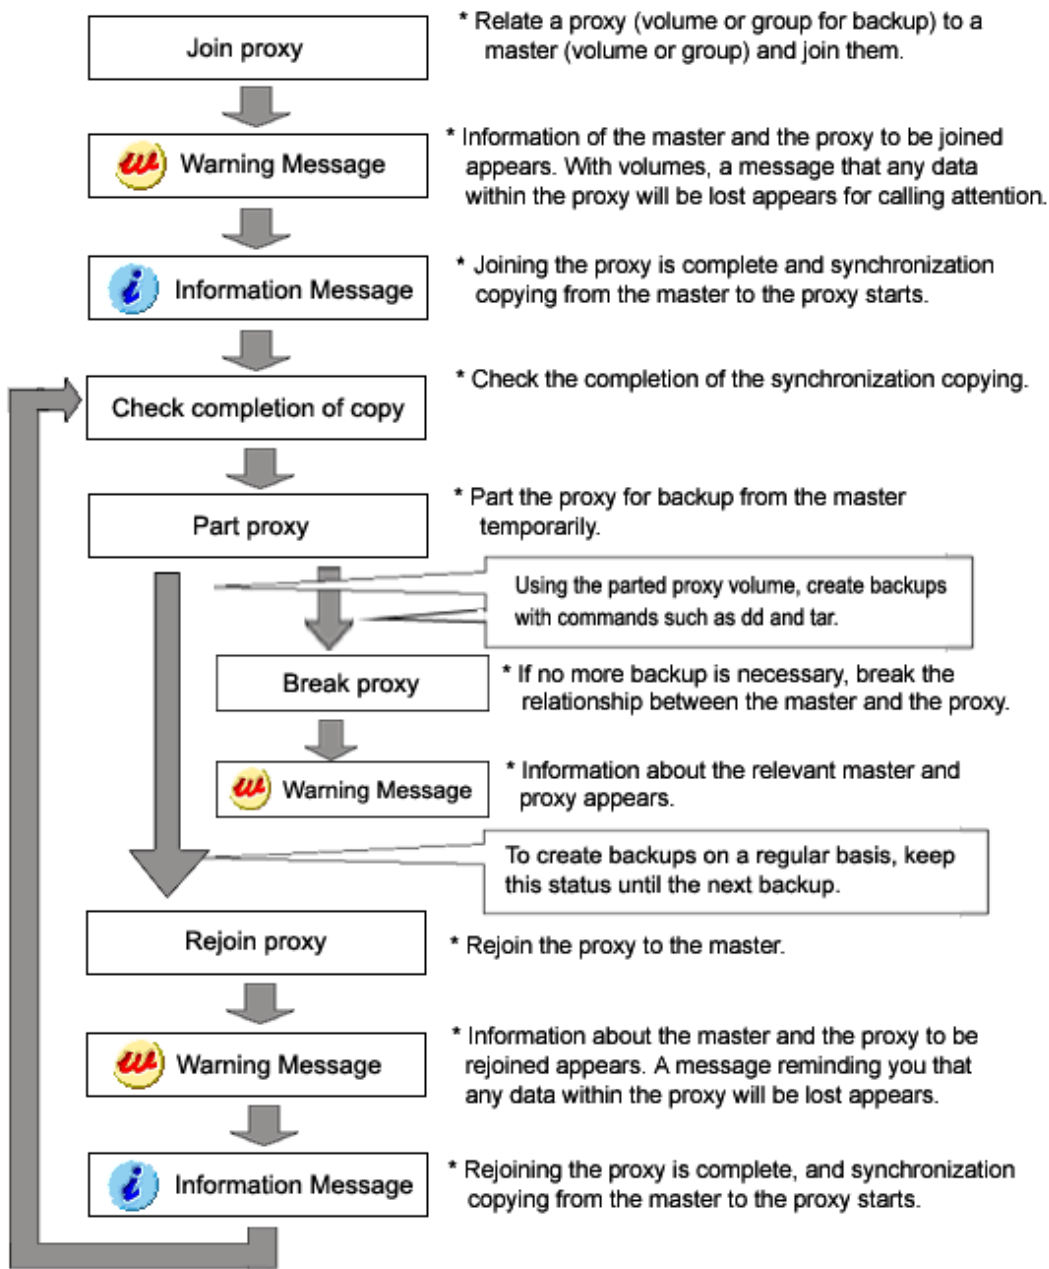 Join proxy
* Relate a proxy (volume or group for backup) to a
master (volume or group) and join them.
Warning Message
* Information of the master and the proxy to be joined
appears. With volumes, a message that any data
within the proxy will be lost appears for calling attention.
Information Message
* Joining the proxy is complete and synchronization
copying from the master to the proxy starts.
Check completion of copy
* Check the completion of the synchronization copying.
Part proxy
* Part the proxy for backup from the master
temporarily.
Using the parted proxy volume, create backups
with commands such as dd and tar.
Break proxy
* If no more backup is necessary, break the
relationship between the master and the proxy.
Warning Message
* Information about the relevant master and
proxy appears.
To create backups on a regular basis, keep
this status until the next backup.
Rejoin proxy
* Rejoin the proxy to the master.
Warning Message
* Information about the master and the proxy to be
rejoined appears. A message reminding you that
any data within the proxy will be lost appears.
Information Message
* Rejoining the proxy is complete, and synchronization
copying from the master to the proxy starts.